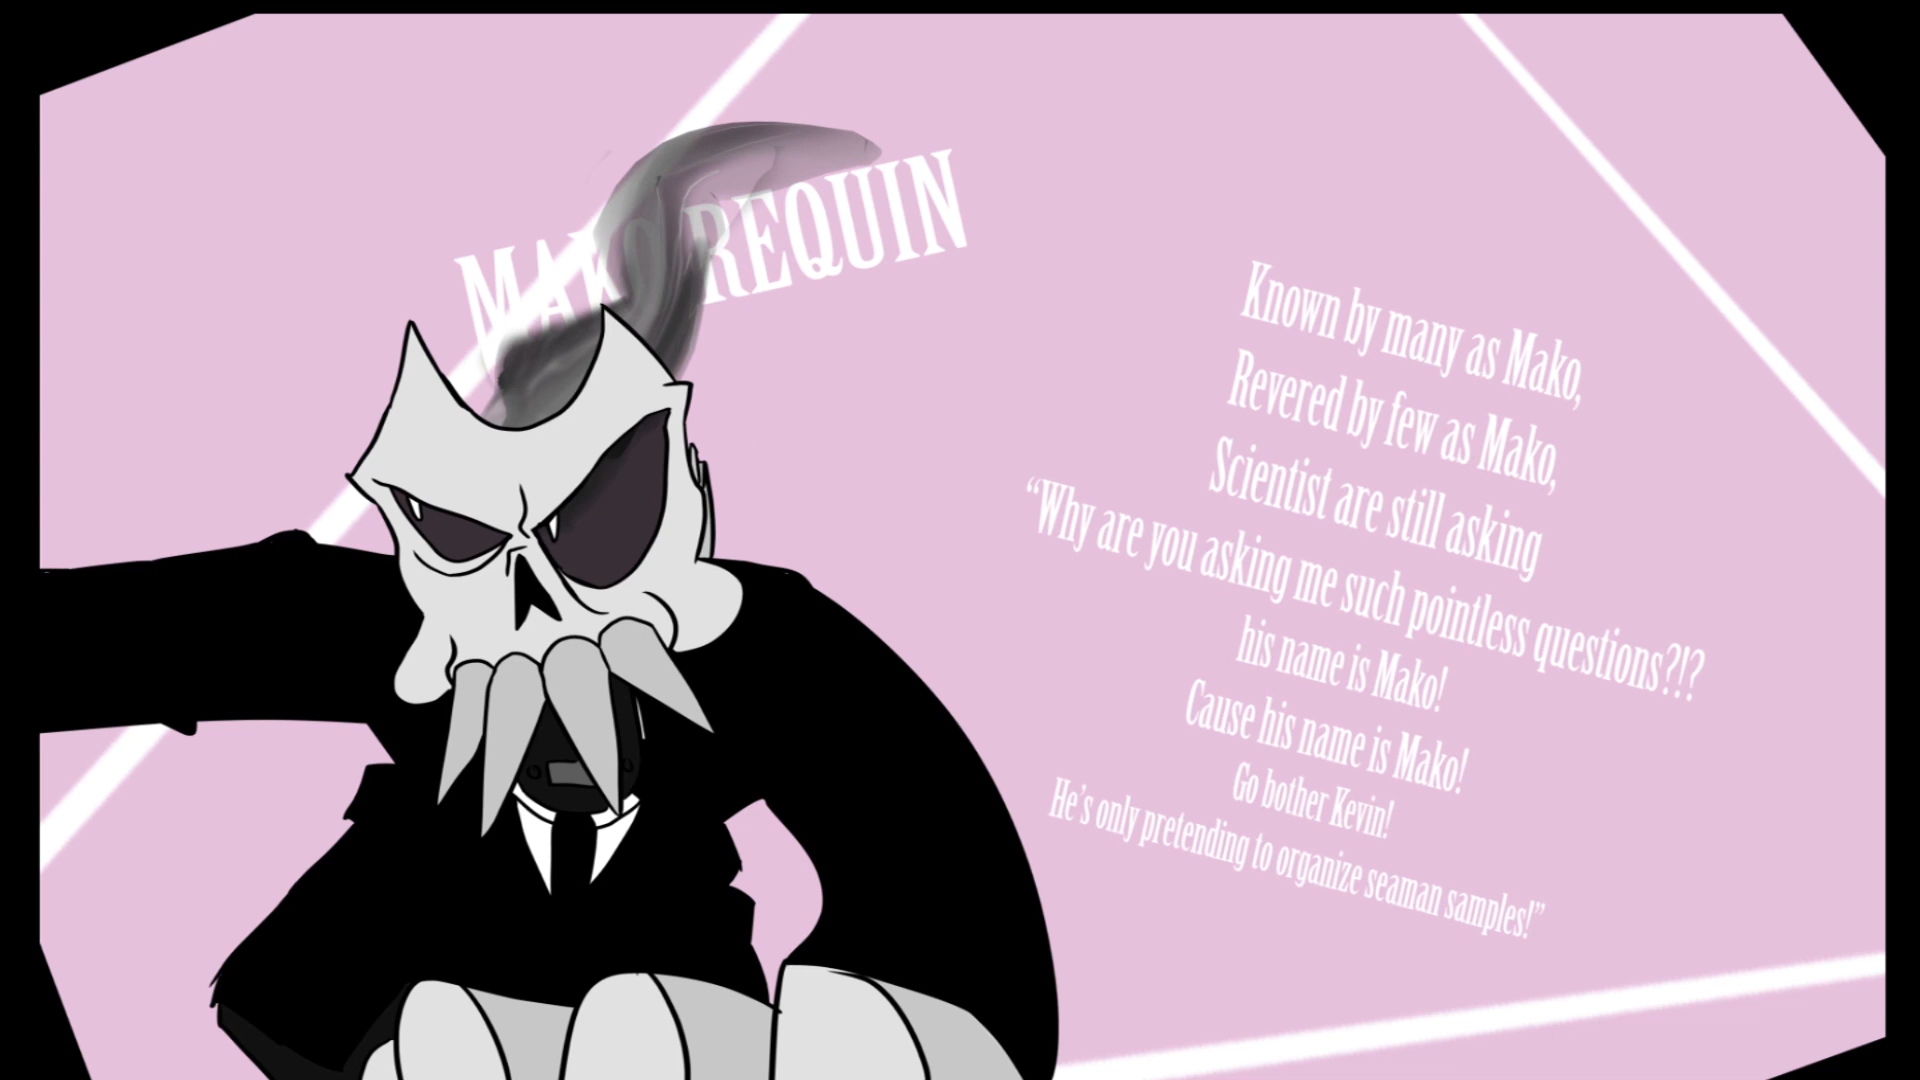 MAKO REQUIN
Known by many as Mako,
Revered by few as Mako,
Scientist are still asking
“Why are you asking me such pointless questions?!?
his name is Mako!
Cause his name is Mako!
Go bother Kevin!
He's only pretending to organize seaman samples!”